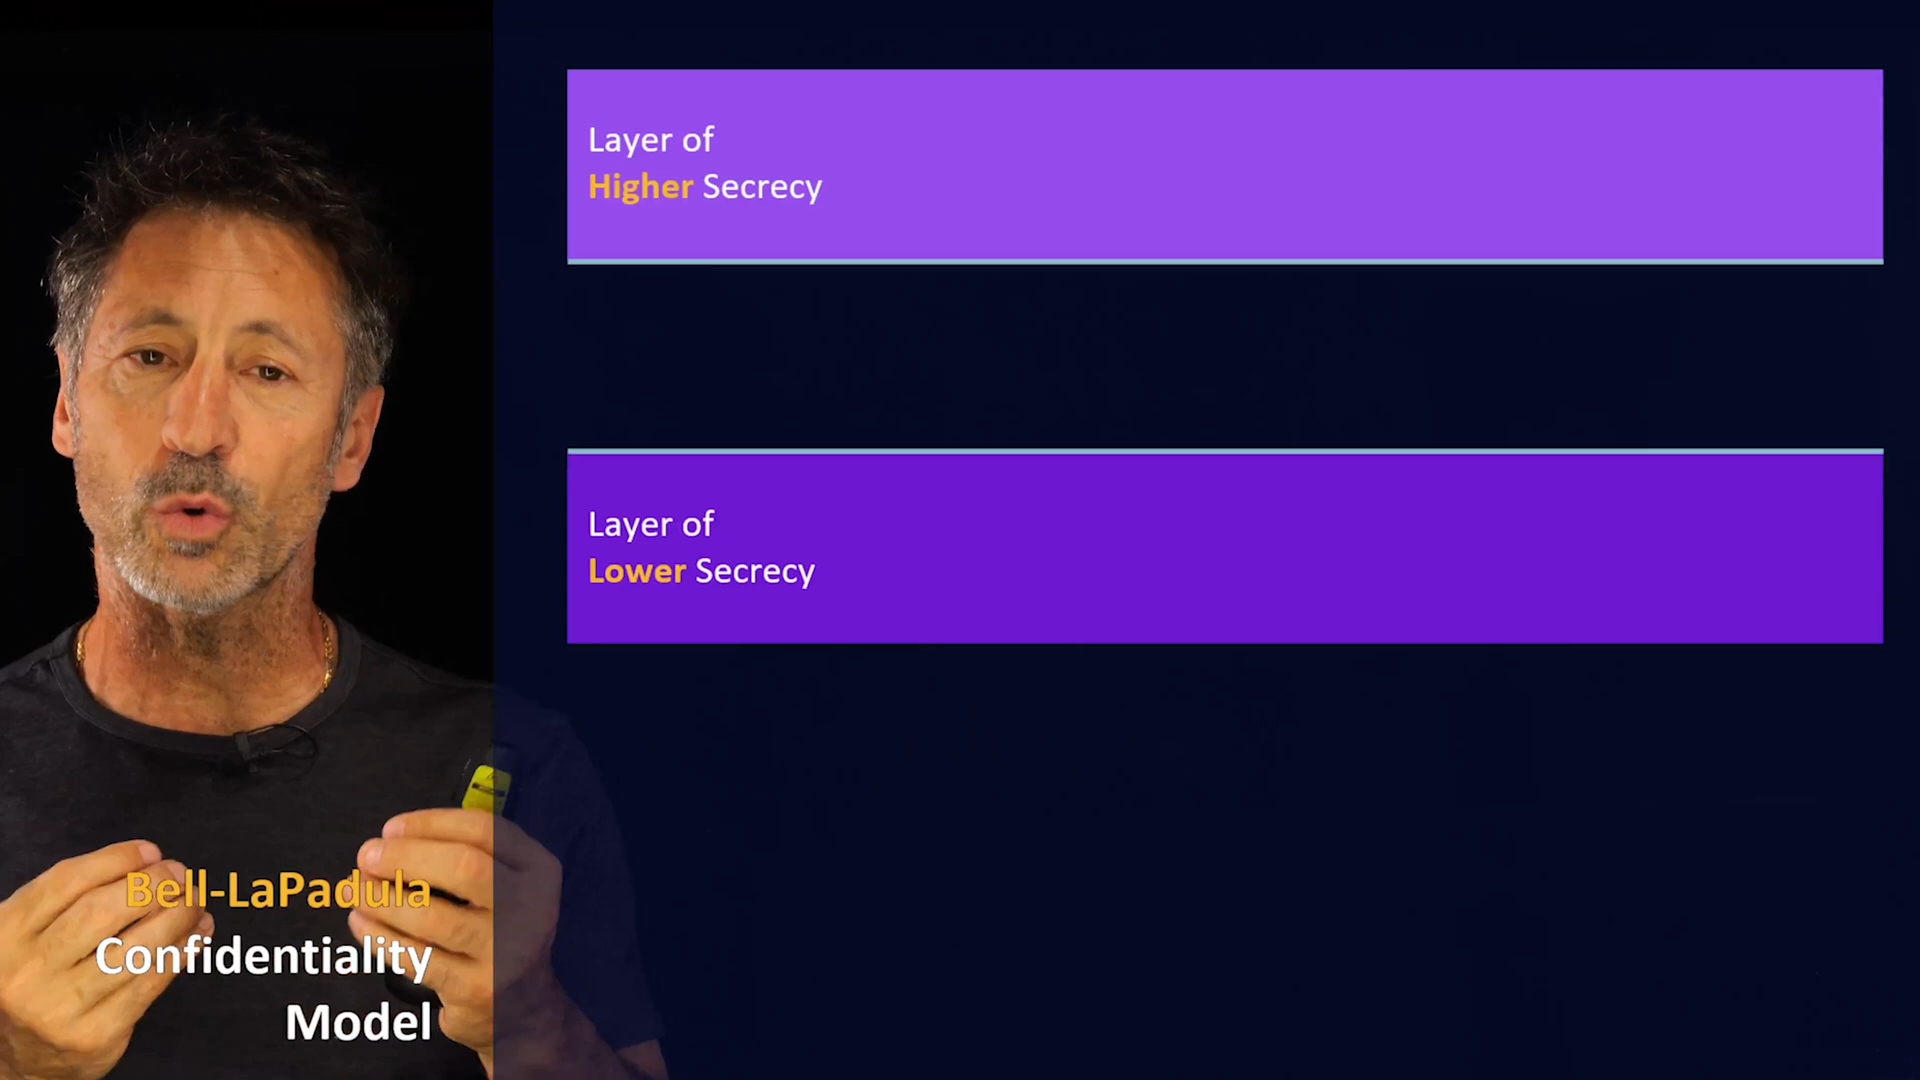 Layer of
Higher Secrecy
Layer of
Lower Secrecy
Bell-LaPadula
Confidentiality
Model